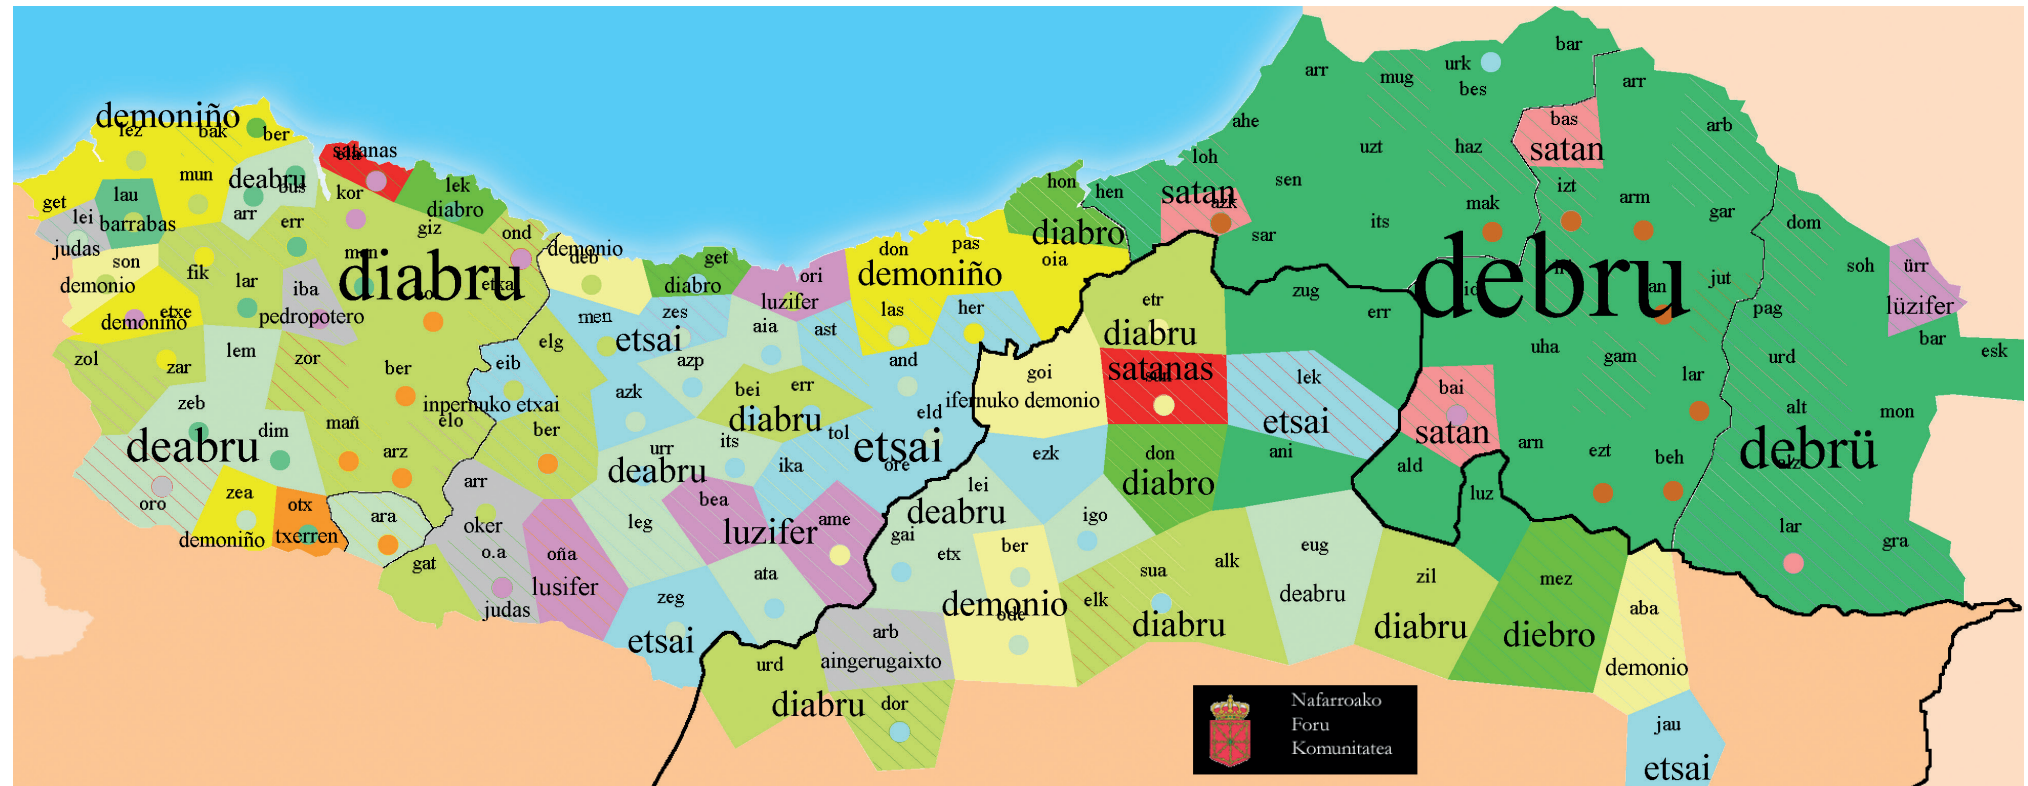 bar
arr
mug
urk
bes
arr
demoniño
lez
bak
ber
ahe
bas
arb
satan
uzt
haz
loh
satanas
mun
deabru
bus
kor
lek
diabro
hon
hen
satan
azk
sen
izt
arm
gar
get
lau
lei
barrabas
arr
err
giz
ond
mak
its
dom
judas
son
demonio
fik
men
diabru
demonio
deb
get
diabro
don
pas
demoniño
oia
diabro
sar
soh
ürr
lüzifer
lar
iba
pedropotero
etxe
demoniño
etxa
ori
luzifer
etr
diabru
zug
err
debru
jut
pag
bar
esk
men
zes
etsai
aia
ast
las
her
zol
zar
lem
zor
ber
elg
eib
azp
and
goi
ifernuko demonio
satanas
lek
etsai
uha
gam
urd
lar
bai
satan
zeb
dim
deabru
mañ
inpernuko etxai
elo
ber
azk
bei
err
diabru
eld
etsai
tol
alt
mon
debrü
arz
urr
deabru
its
ika
ore
ezk
don
diabro
ani
ald
arn
ezt
beh
oro
zea
demoniño
otx
txerren
ara
arr
oker
o.a
judas
gat
oña
lusifer
leg
bea
luzifer
ame
lei
deabru
gai
igo
luz
lar
gra
etx
ber
demonio
ata
zeg
etsai
sua
alk
elk
diabru
eug
deabru
zil
diabru
mez
diebro
aba
demonio
arb
aingerugaixto
urd
diabru
dor
jau
etsai
Nafarroako
Foru
Komunitatea